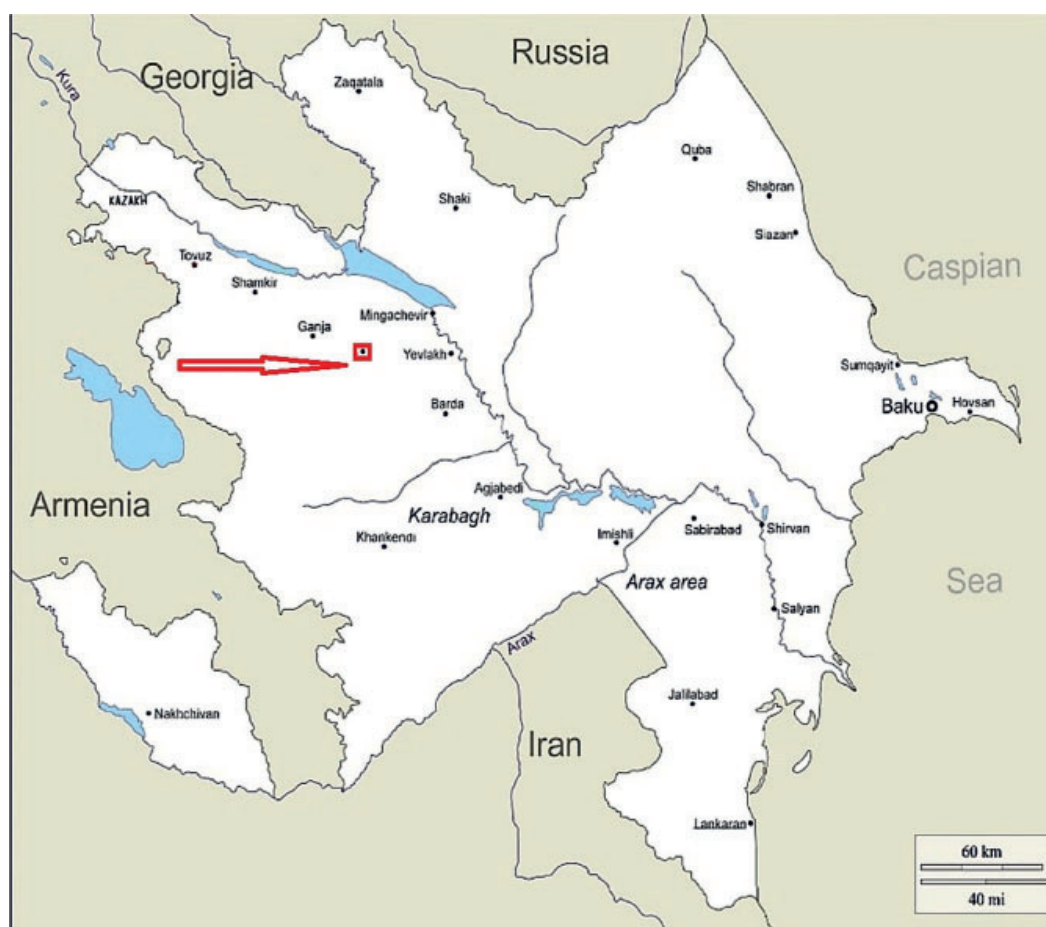 Russia
Georgia
Zaqatala
Kura
Quba
Shabran
Shaki
KAZAKH
Siazan
Tovuz
Caspian
Shamkir
Mingachevir
Ganja
Yevlakh
Sumqayit
Baku
Hovsan
Barda
Agjabedi
Armenia
Karabagh
Sabirabad
Shirvan
Khankendi
Imishli
Arax area
Sea
Salyan
Arax
Jalilabad
Nakhchivan
Iran
Lankaran
60 km
40 mi